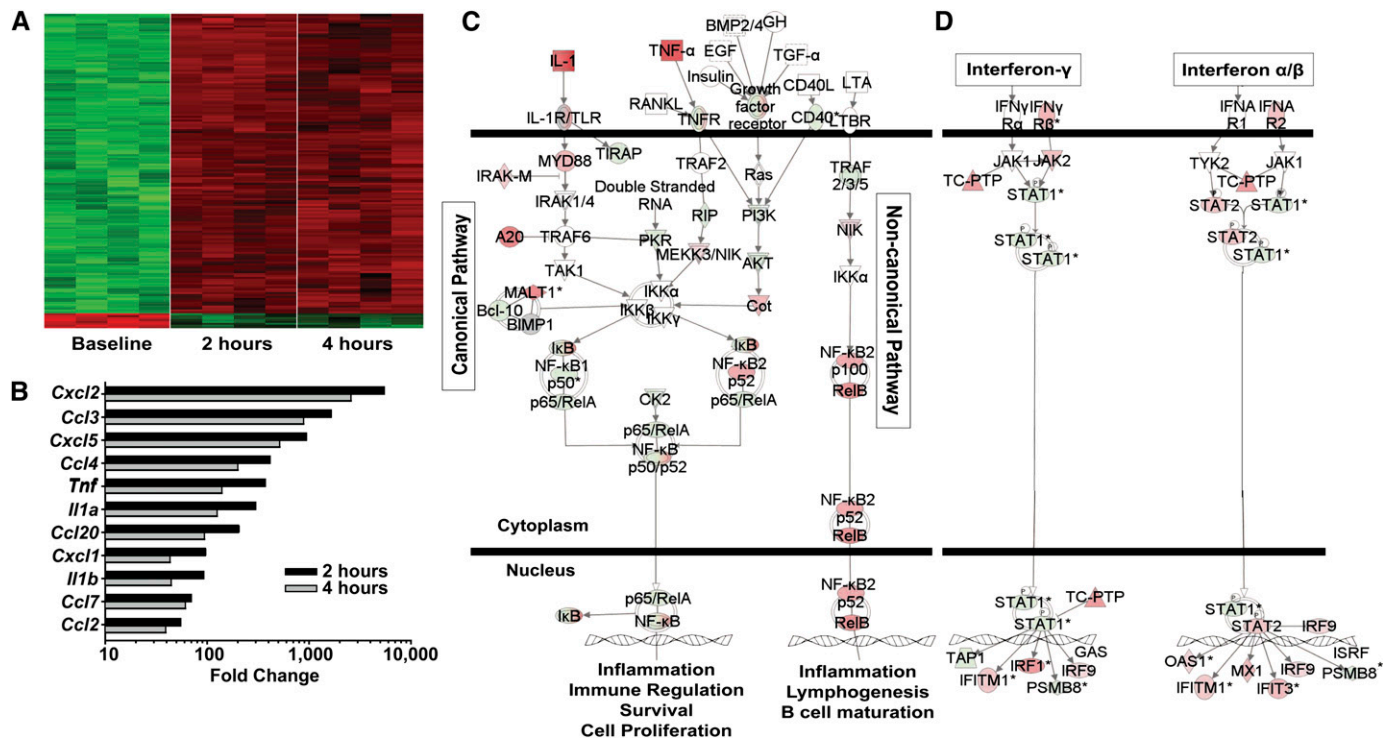 A
Baseline
2 hours
4 hours
B
Cxcl2
Ccl3
Cxcl5
Ccl4
Tnf
Il1a
Ccl20
Cxcl1
Il1b
Ccl7
Ccl2
2 hours
4 hours
10
100
1,000
10,000
Fold Change
C
BMP2/4
GH
IL-1
TNF-α
EGF
TGF-α
Insulin
CD40L
LTA
RANKL
Growth
factor
receptor
IL-1R/TLR
TNFR
CD40*
LTBR
MYD88
TIRAP
TRAF2
TRAF
2/3/5
IRAK-M
Ras
Double Stranded
RNA
IRAK1/4
RIP
PI3K
NIK
A20
TRAF6
PKR
MEKK3/NIK
AKT
TAK1
IKKα
IKKα
MALT1*
IKKβ
IKKγ
Cot
Bcl-10
BIMP1
Canonical Pathway
Non-canonical Pathway
IκB
NF-κB1
p50*
p65/RelA
IκB
NF-κB2
p52
p65/RelA
NF-κB2
p100
RelB
CK2
p65/RelA
NF-κB
p50/p52
Cytoplasm
NF-κB2
p52
RelB
Nucleus
IκB
p65/RelA
NF-κB
NF-κB2
p52
RelB
Inflammation
Immune Regulation
Survival
Cell Proliferation
Inflammation
Lymphogenesis
B cell maturation
D
Interferon-γ
IFNγ
Rα
IFNγ
Rβ*
JAK1
JAK2
TC-PTP
P
STAT1*
P
STAT1*
P
STAT1*
P
STAT1*
P
STAT1*
TC-PTP
TAP1
GAS
IFITM1*
IRF1*
IRF9
PSMB8*
Interferon α/β
IFNA
R1
IFNA
R2
TYK2
JAK1
TC-PTP
P
STAT2
P
STAT1*
P
STAT2
P
STAT1*
P
STAT1*
P
STAT2
IRF9
ISRF
OAS1*
MX1
IRF9
PSMB8*
IFITM1*
IFIT3*